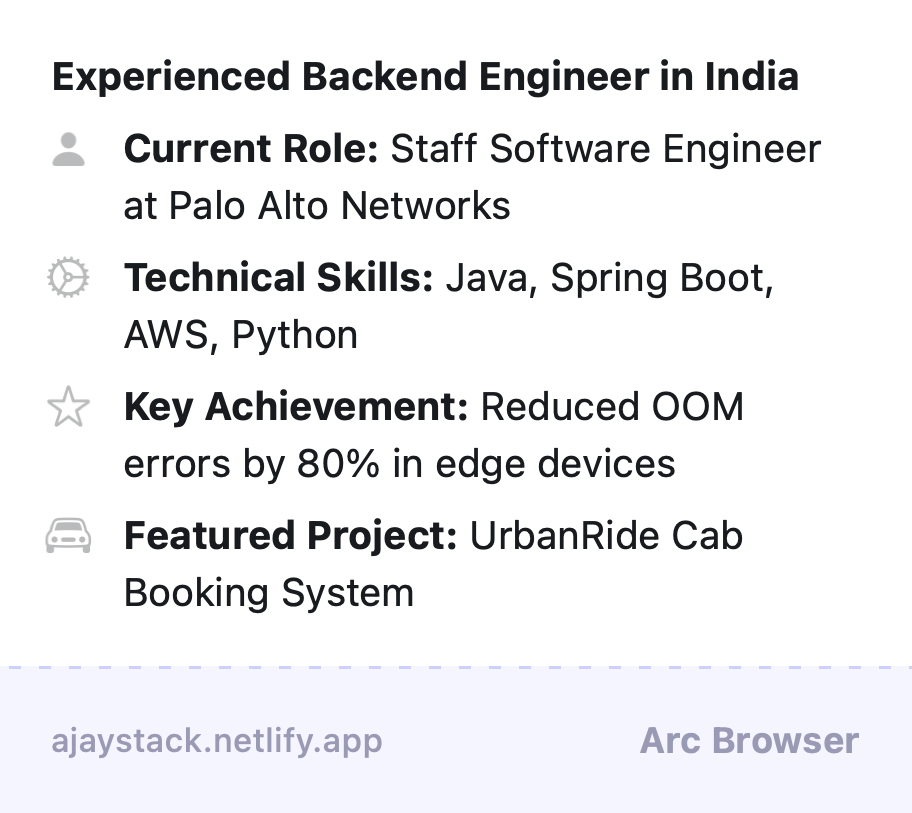 Experienced Backend Engineer in India
Current Role: Staff Software Engineer
at Palo Alto Networks
Technical Skills: Java, Spring Boot,
AWS, Python
Key Achievement: Reduced OOM
errors by 80% in edge devices
Featured Project: UrbanRide Cab
Booking System
ajaystack.netlify.app
Arc Browser